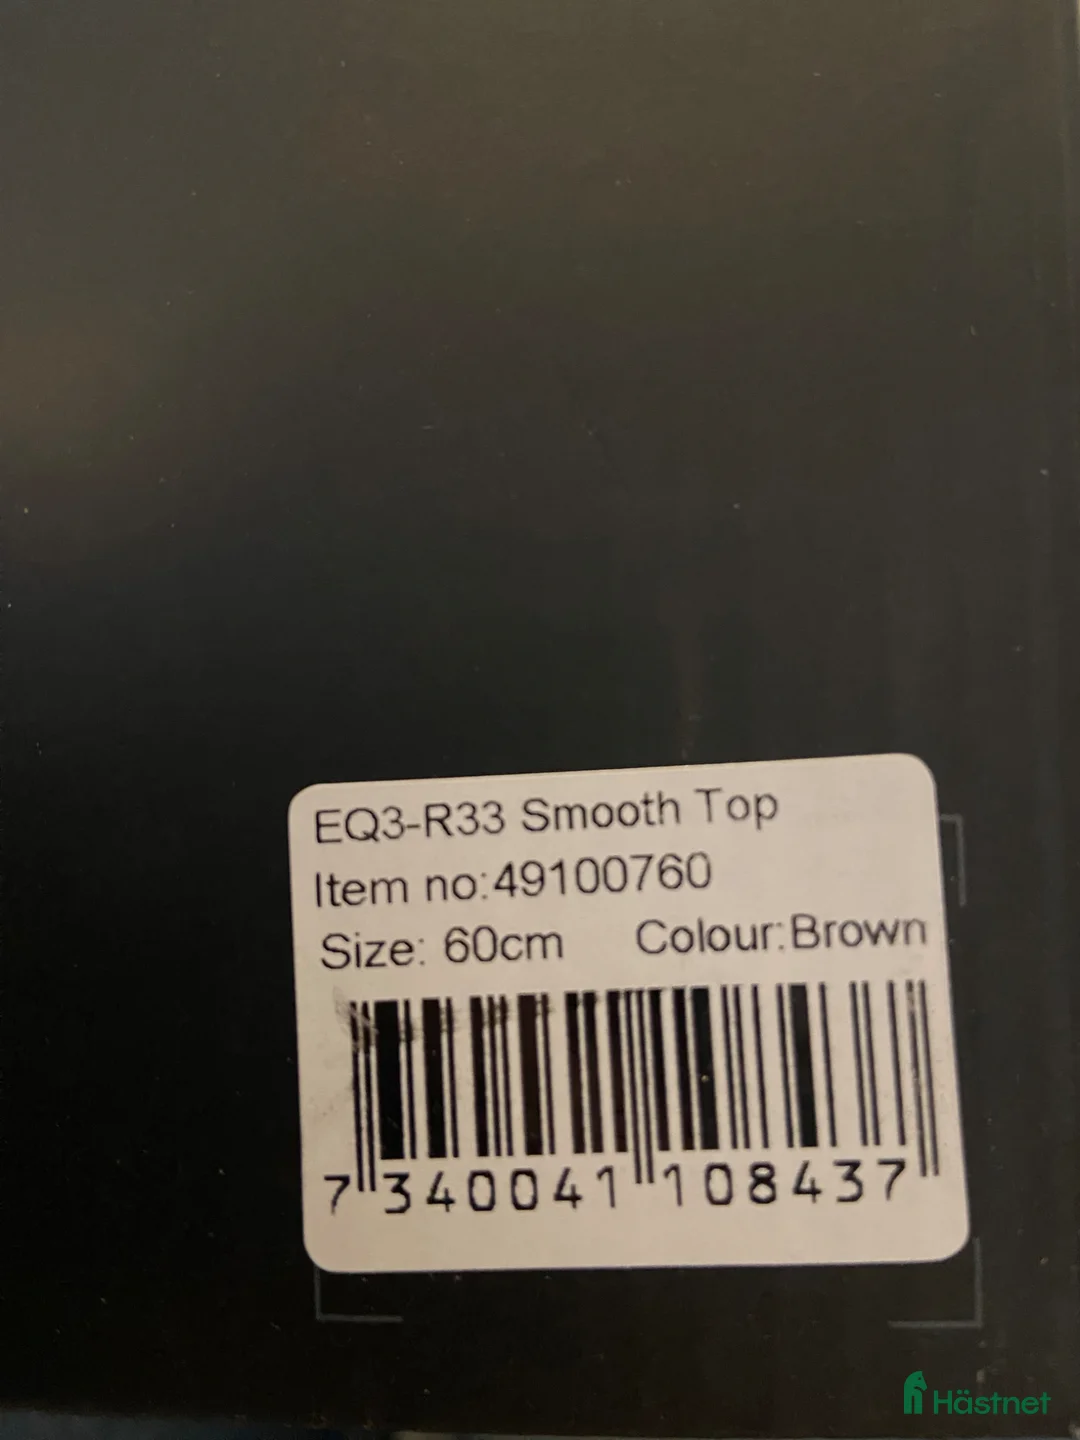 EQ3-R33 Smooth Top
Item no:49100760
Size: 60cm Colour:Brown
7 340041 108437
Hästnet